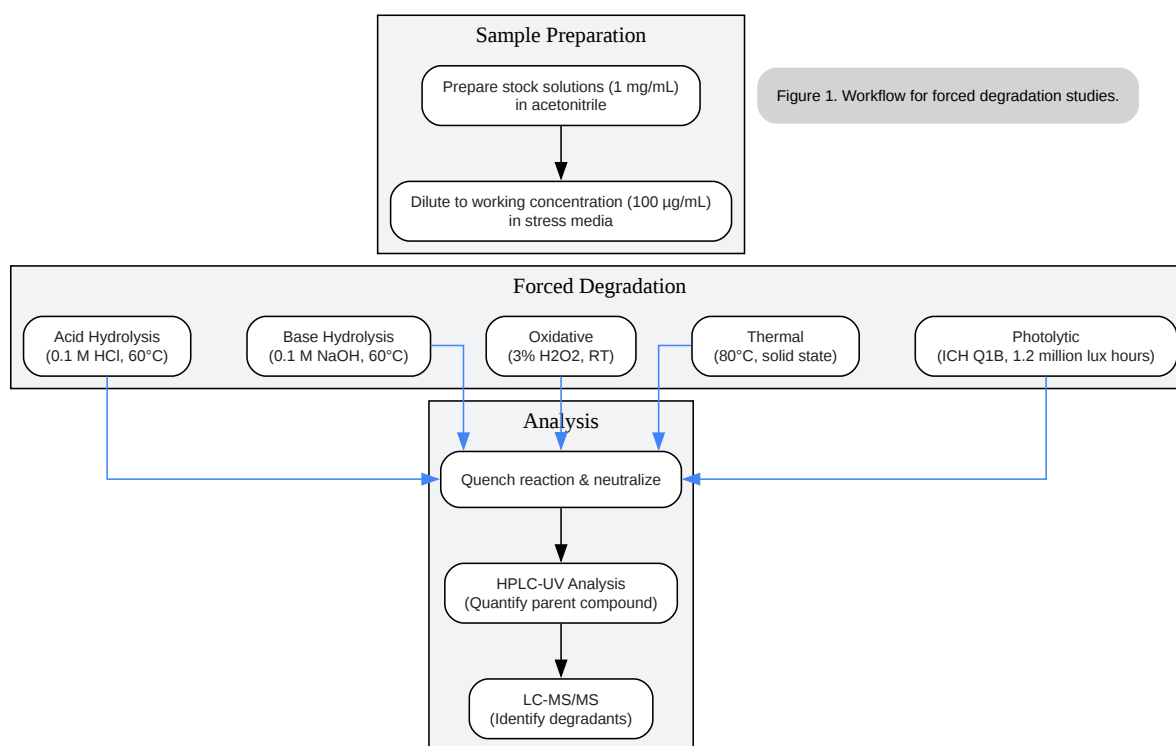 Sample Preparation
Prepare stock solutions (1 mg/mL)
in acetonitrile
Figure 1. Workflow for forced degradation studies.
Dilute to working concentration (100 µg/mL)
in stress media
Forced Degradation
Acid Hydrolysis
(0.1 M HCl, 60°C)
Base Hydrolysis
(0.1 M NaOH, 60°C)
Oxidative
(3% H2O2, RT)
Thermal
(80°C, solid state)
Photolytic
(ICH Q1B, 1.2 million lux hours)
Analysis
Quench reaction & neutralize
HPLC-UV Analysis
(Quantify parent compound)
LC-MS/MS
(Identify degradants)